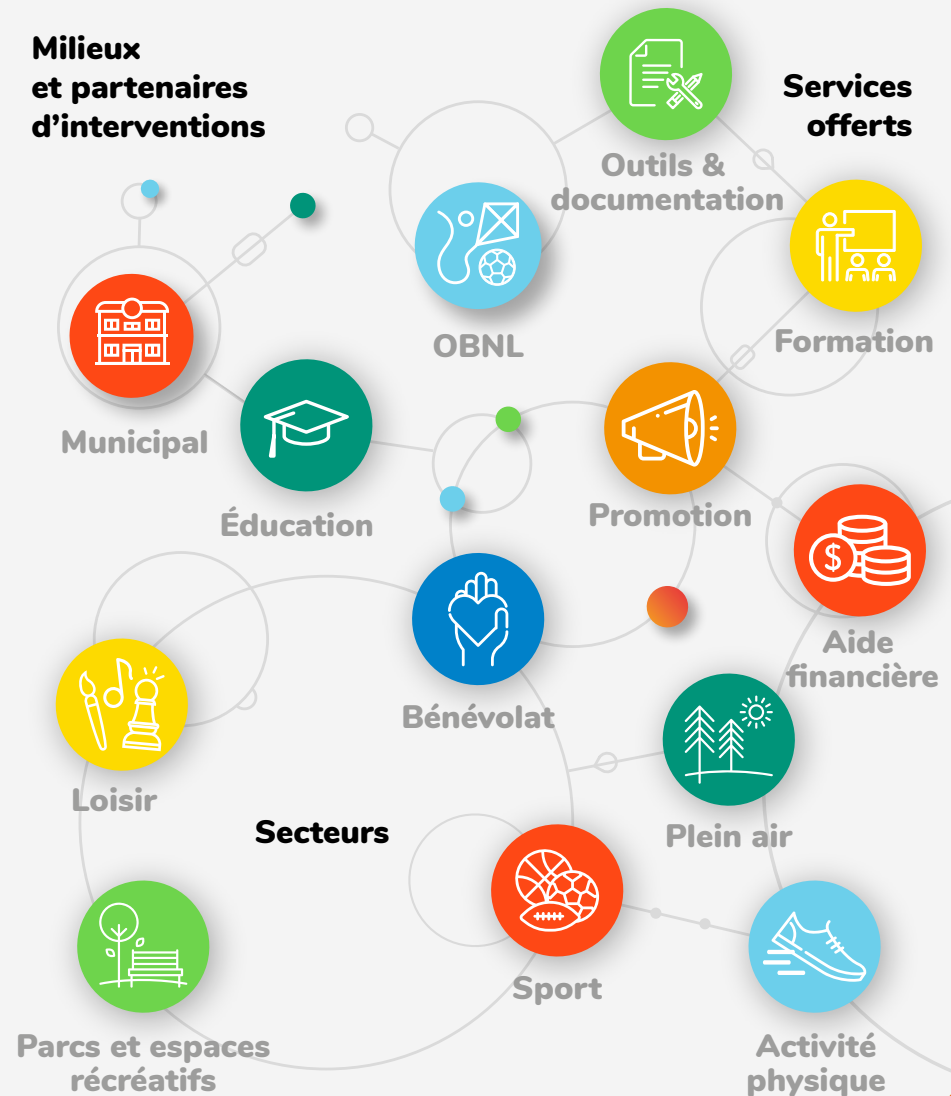 Milieux
et partenaires
d'interventions
Services
offerts
Outils &
documentation
Formation
OBNL
Municipal
Éducation
Promotion
$
Aide
financière
Bénévolat
Loisir
Secteurs
Plein air
Sport
Parcs et espaces
récréatifs
Activité
physique